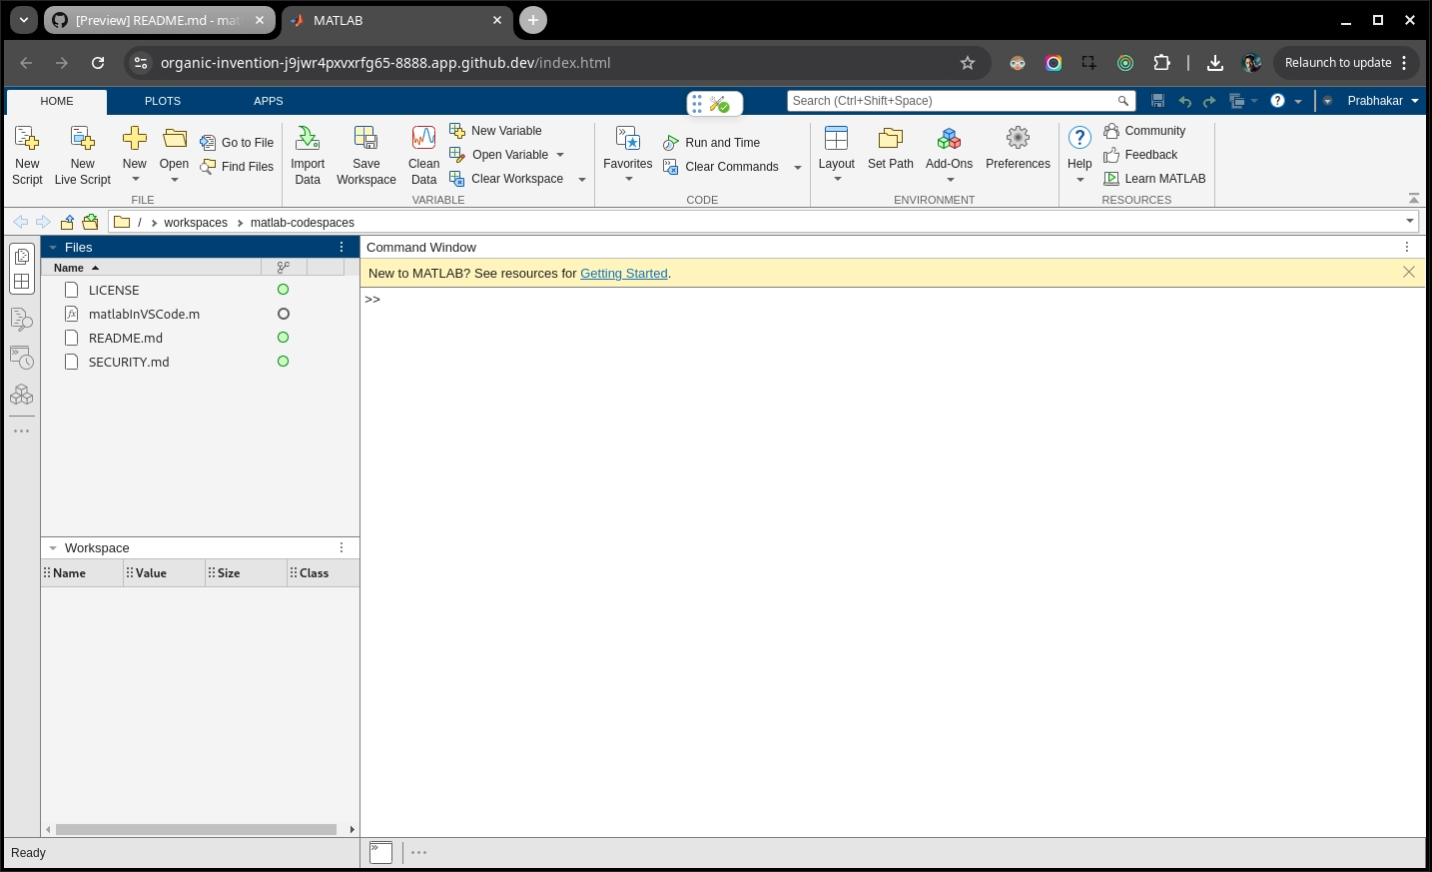 [Preview] README.md - mat
MATLAB
organic-invention-j9jwr4pxvxrfg65-8888.app.github.dev/index.html
Relaunch to update
HOME
PLOTS
APPS
Search (Ctrl+Shift+Space)
Prabhakar
New Script
New Live Script
New
Open
Go to File
Find Files
Import Data
Save Workspace
Clean Data
New Variable
Open Variable
Clear Workspace
Favorites
Run and Time
Clear Commands
Layout
Set Path
Add-Ons
Preferences
Help
Community
Feedback
Learn MATLAB
FILE
VARIABLE
CODE
ENVIRONMENT
RESOURCES
/ > workspaces > matlab-codespaces
Files
Name
LICENSE
matlabInVSCode.m
README.md
SECURITY.md
Workspace
Name Value Size Class
Command Window
New to MATLAB? See resources for Getting Started.
>>
Ready